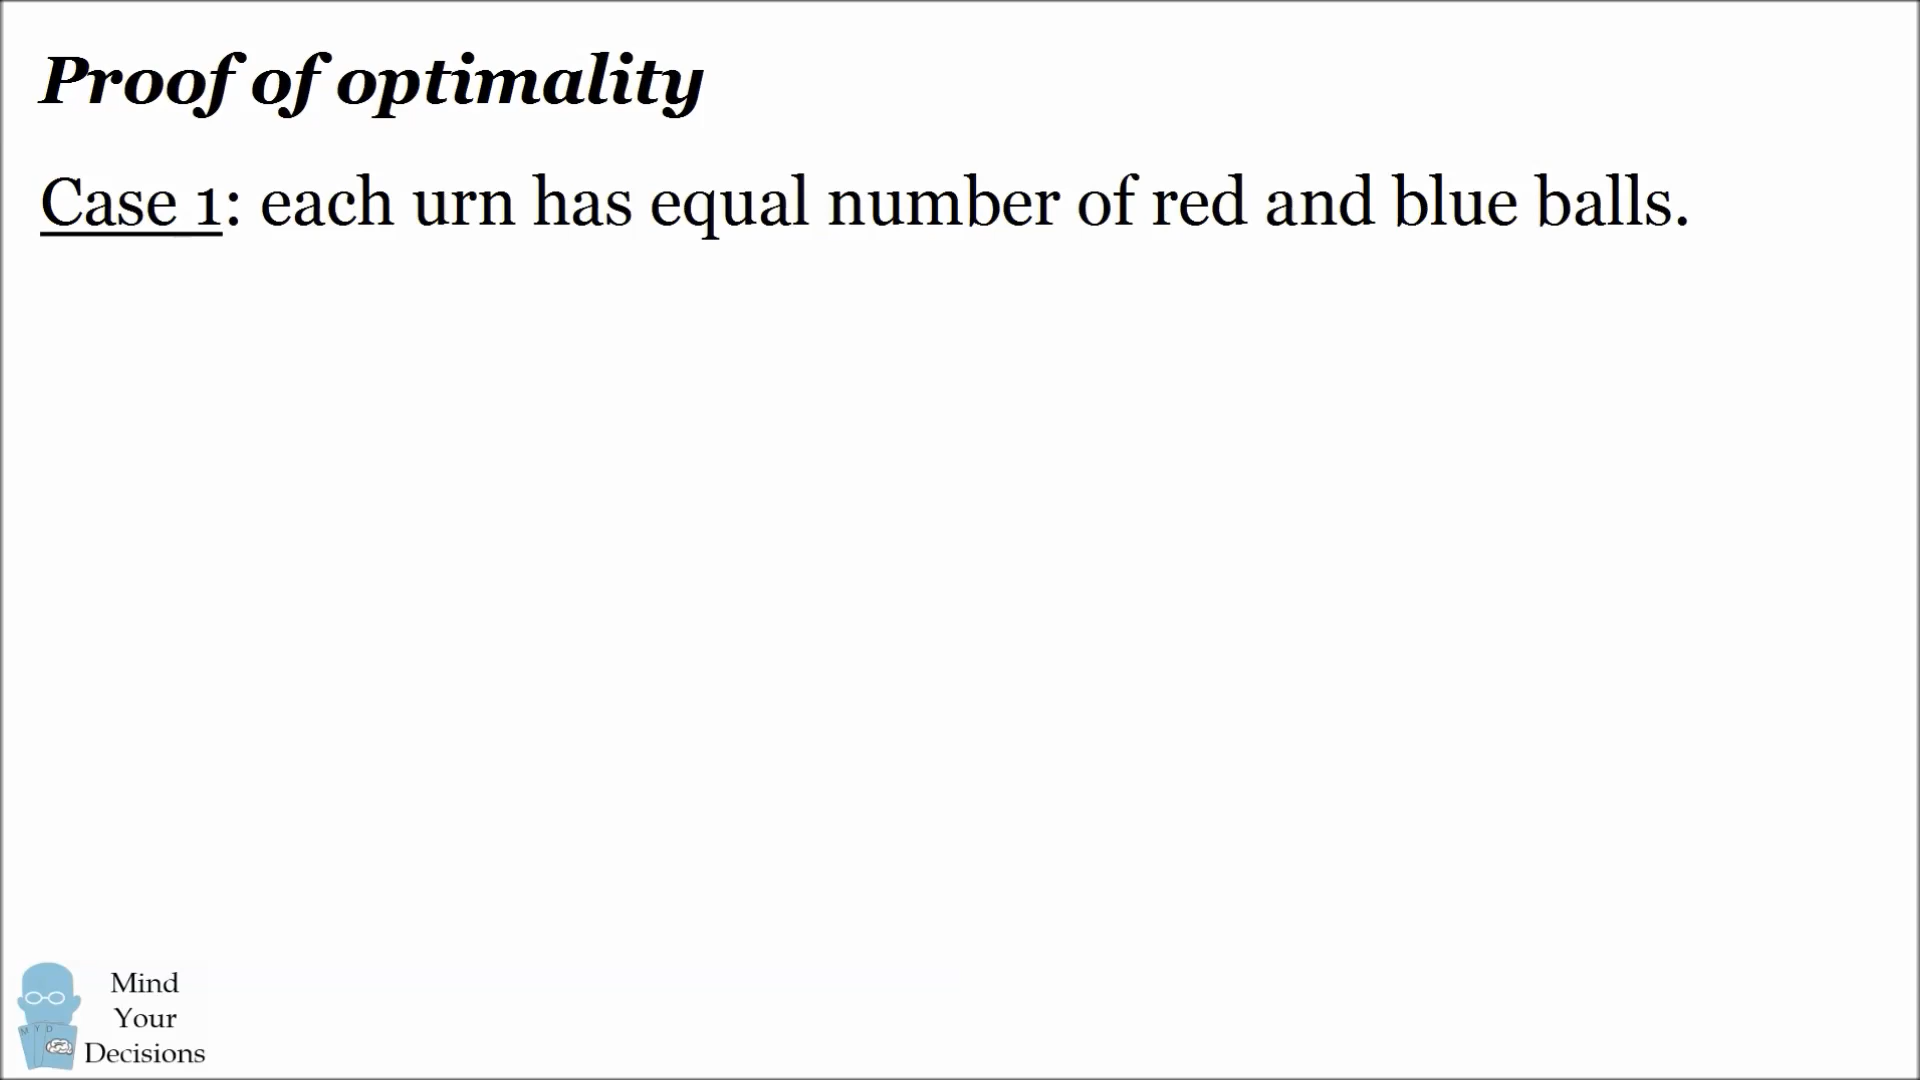 Proof of optimality
Case 1: each urn has equal number of red and blue balls.
M Y D
Mind
Your
Decisions